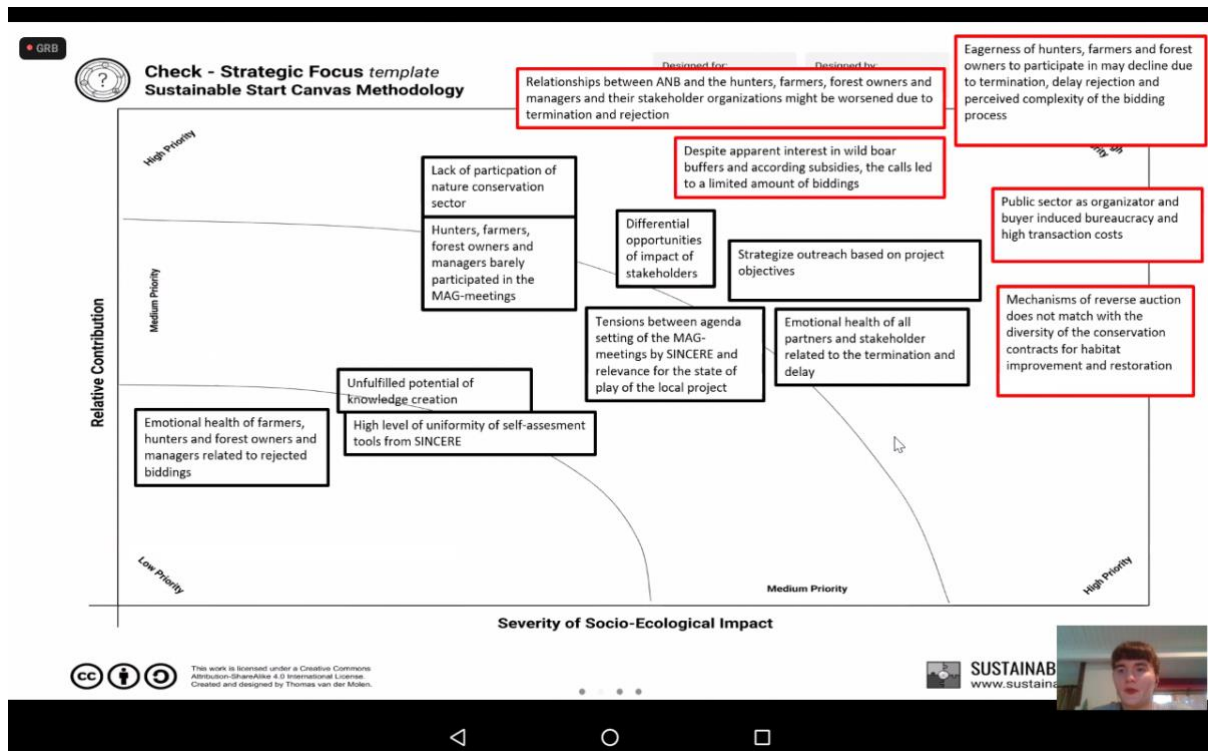 GRB
Check - Strategic Focus template
Sustainable Start Canvas Methodology
Designed for:
Designed by:
Relationships between ANB and the hunters, farmers, forest owners and
managers and their stakeholder organizations might be worsened due to
termination and rejection
Eagerness of hunters, farmers and forest
owners to participate in may decline due
to termination, delay rejection and
perceived complexity of the bidding
process
High Priority
Despite apparent interest in wild boar
buffers and according subsidies, the calls led
to a limited amount of biddings
Lack of particpation of
nature conservation
sector
Public sector as organizator and
buyer induced bureaucracy and
high transaction costs
Hunters, farmers,
forest owners and
managers barely
participated in the
MAG-meetings
Differential
opportunities
of impact of
stakeholders
Strategize outreach based on project
objectives
Medium Priority
Mechanisms of reverse auction
does not match with the
diversity of the conservation
contracts for habitat
improvement and restoration
Tensions between agenda
setting of the MAG-
meetings by SINCERE and
relevance for the state of
play of the local project
Emotional health of all
partners and stakeholder
related to the termination and
delay
Relative Contribution
Unfulfilled potential of
knowledge creation
High level of uniformity of self-assesment
tools from SINCERE
Emotional health of farmers,
hunters and forest owners and
managers related to rejected
biddings
Low Priority
Medium Priority
High Priority
Severity of Socio-Ecological Impact
cc
This work is licensed under a Creative Commons
Attribution-ShareAlike 4.0 International License.
Created and designed by Thomas van der Molen.